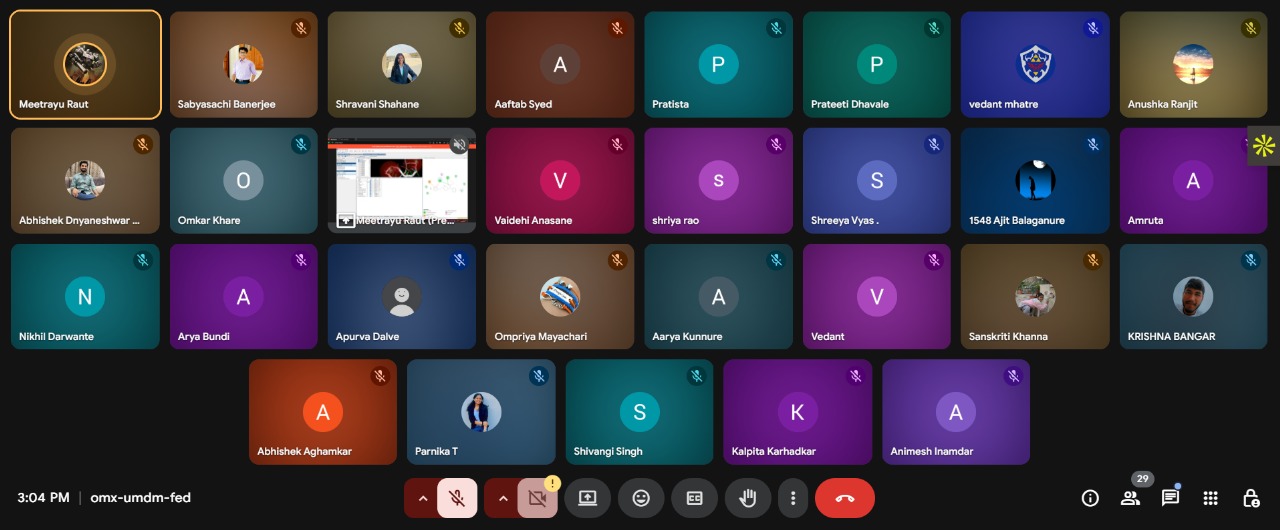 Meetrayu Raut
Sabyasachi Banerjee
Shravani Shahane
A
Aaftab Syed
P
Pratista
P
Prateeti Dhavale
vedant mhatre
Anushka Ranjit
Abhishek Dnyaneshwar ...
O
Omkar Khare
Meetrayu Raut (Pre...
V
Vaidehi Anasane
s
shriya rao
S
Shreeya Vyas .
1548 Ajit Balaganure
A
Amruta
N
Nikhil Darwante
A
Arya Bundi
Apurva Dalve
Ompriya Mayachari
A
Aarya Kunnure
V
Vedant
Sanskriti Khanna
KRISHNA BANGAR
A
Abhishek Aghamkar
Parnika T
S
Shivangi Singh
K
Kalpita Karhadkar
A
Animesh Inamdar
3:04 PM | omx-umdm-fed
!
CC
29